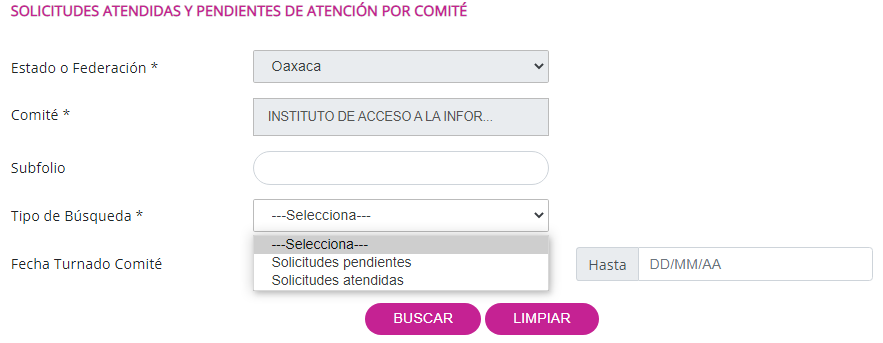 SOLICITUDES ATENDIDAS Y PENDIENTES DE ATENCIÓN POR COMITÉ
Estado o Federación * Oaxaca
Comité * INSTITUTO DE ACCESO A LA INFOR...
Subfolio
Tipo de Búsqueda * ---Selecciona---
---Selecciona---
Solicitudes pendientes
Solicitudes atendidas
Fecha Turnado Comité Hasta DD/MM/AA
BUSCAR LIMPIAR